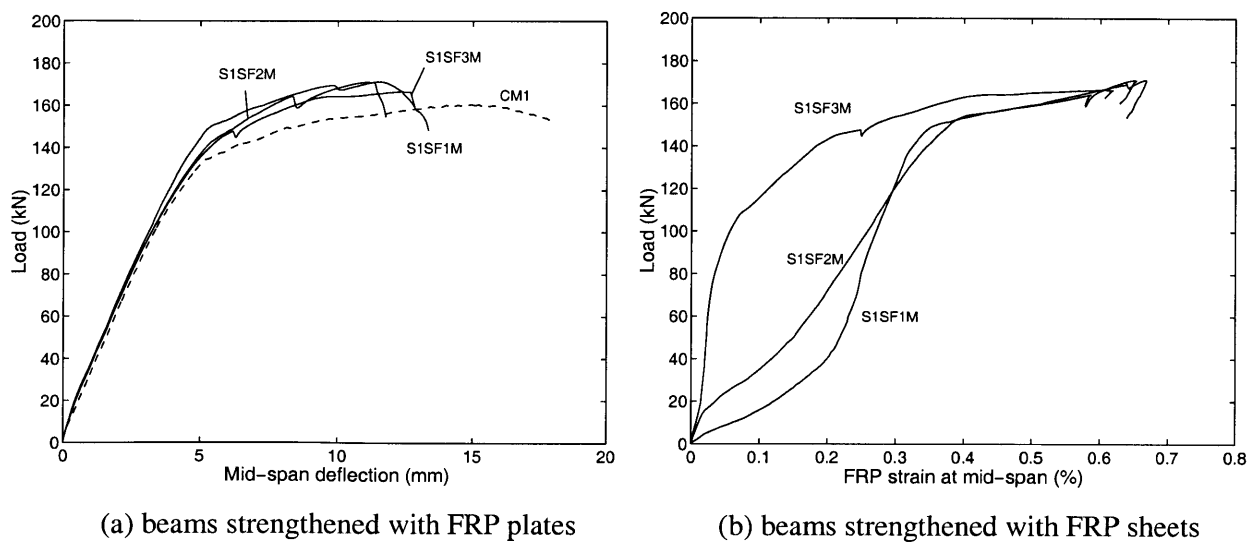 200
180
160
140
120
100
80
60
40
20
0
Load (kN)
S1SF2M
S1SF3M
CM1
S1SF1M
0 5 10 15 20
Mid-span deflection (mm)
(a) beams strengthened with FRP plates
200
180
160
140
120
100
80
60
40
20
0
Load (kN)
S1SF3M
S1SF2M
S1SF1M
0 0.1 0.2 0.3 0.4 0.5 0.6 0.7 0.8
FRP strain at mid-span (%)
(b) beams strengthened with FRP sheets